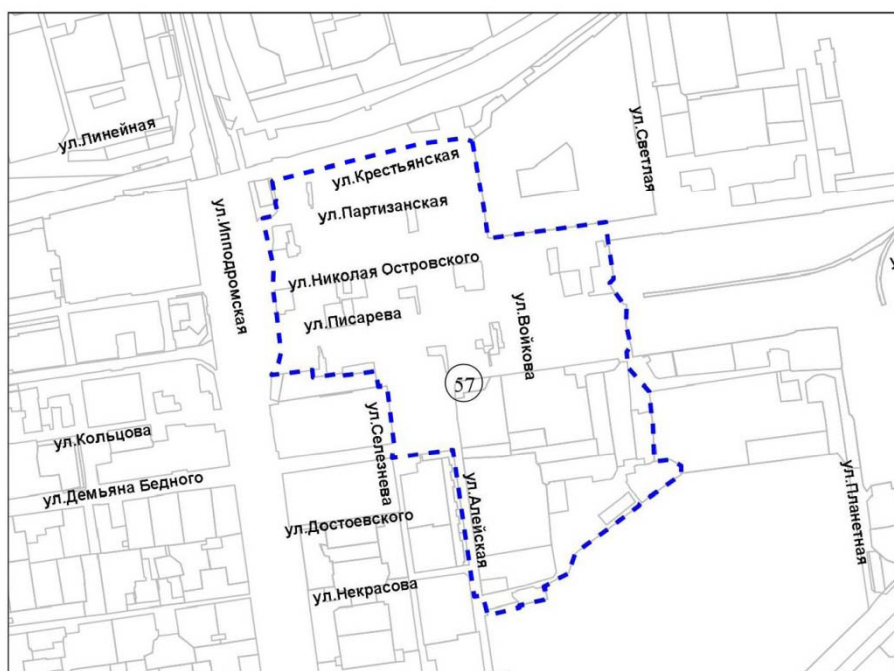 ул.Линейная
ул.Светлая
ул.Крестьянская
ул.Партизанская
ул.Ипподромская
ул.Николая Островского
ул.Писарева
ул.Войкова
57
ул.Кольцова
ул.Селезнева
ул.Демьяна Бедного
ул.Алейская
ул.Планетная
ул.Достоевского
ул.Некрасова